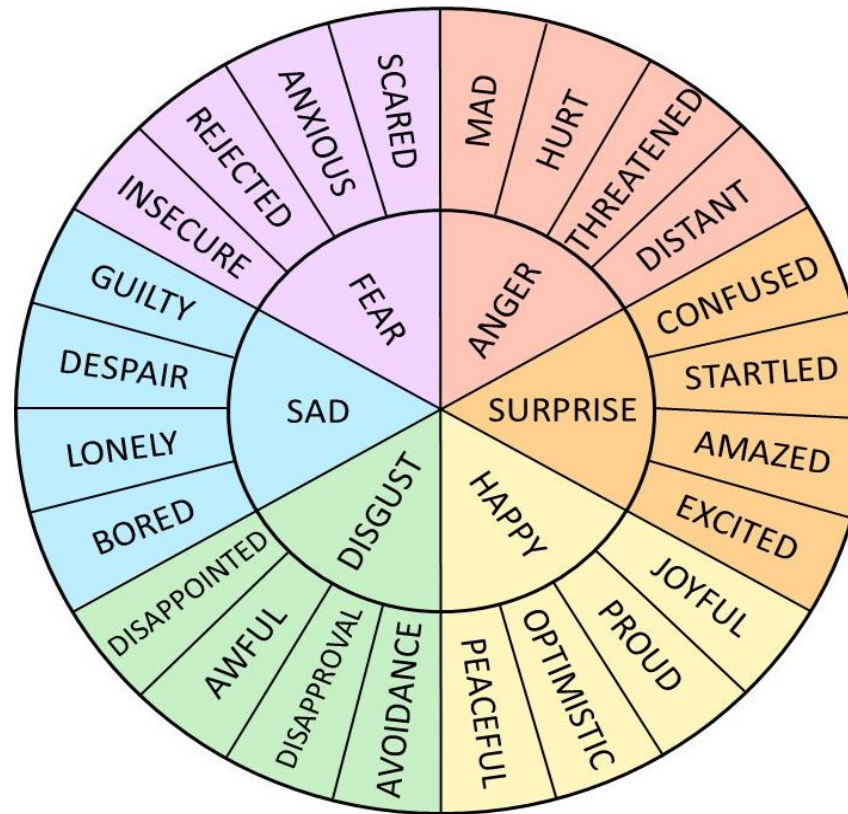 MAD
HURT
THREATENED
DISTANT
CONFUSED
STARTLED
AMAZED
EXCITED
JOYFUL
PROUD
OPTIMISTIC
PEACEFUL
AVOIDANCE
DISAPPROVAL
AWFUL
DISAPPOINTED
BORED
LONELY
DESPAIR
GUILTY
INSECURE
REJECTED
ANXIOUS
SCARED
ANGER
SURPRISE
HAPPY
DISGUST
SAD
FEAR